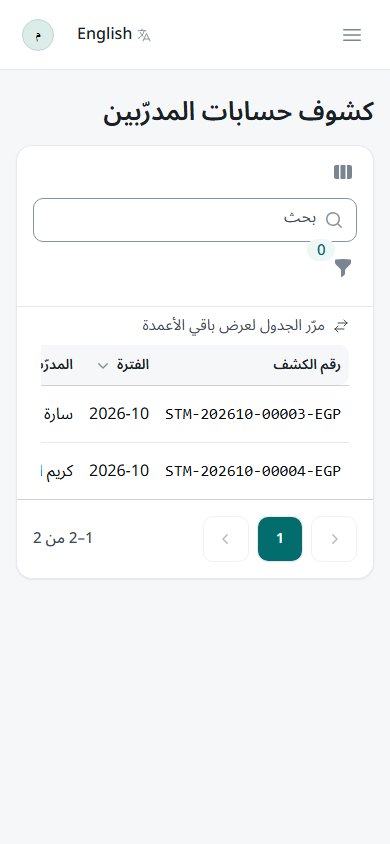 English م
كشوف حسابات المدرّبين
بحث
0
مرّر الجدول لعرض باقي الأعمدة
رقم الكشف الفترة المدرّ
STM-202610-00003-EGP 2026-10 سارة
STM-202610-00004-EGP 2026-10 كريم
1 1–2 من 2